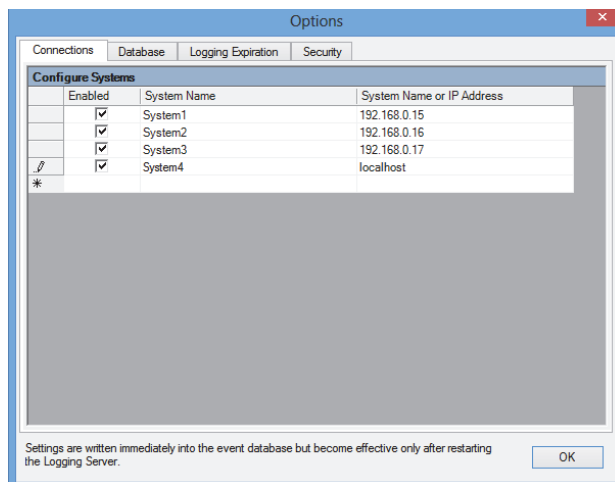 Options
Connections Database Logging Expiration Security
Configure Systems
Enabled System Name System Name or IP Address
System1 192.168.0.15
System2 192.168.0.16
System3 192.168.0.17
System4 localhost
Settings are written immediately into the event database but become effective only after restarting
the Logging Server.
OK